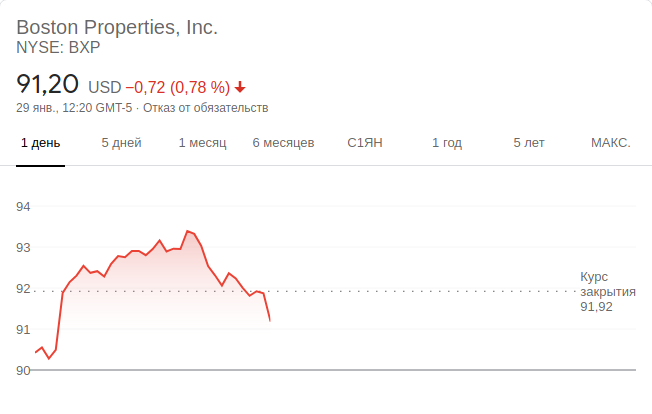 Boston Properties, Inc.
NYSE: BXP
91,20 USD −0,72 (0,78 %)
29 янв., 12:20 GMT-5 · Отказ от обязательств
1 день 5 дней 1 месяц 6 месяцев С1ЯН 1 год 5 лет МАКС.
94
93
92
91
90
Курс
закрытия
91,92